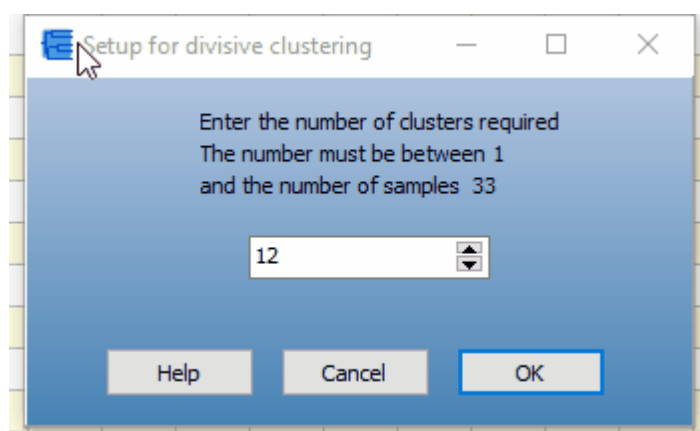 Setup for divisive clustering
Enter the number of clusters required
The number must be between 1
and the number of samples 33
12
Help
Cancel
OK